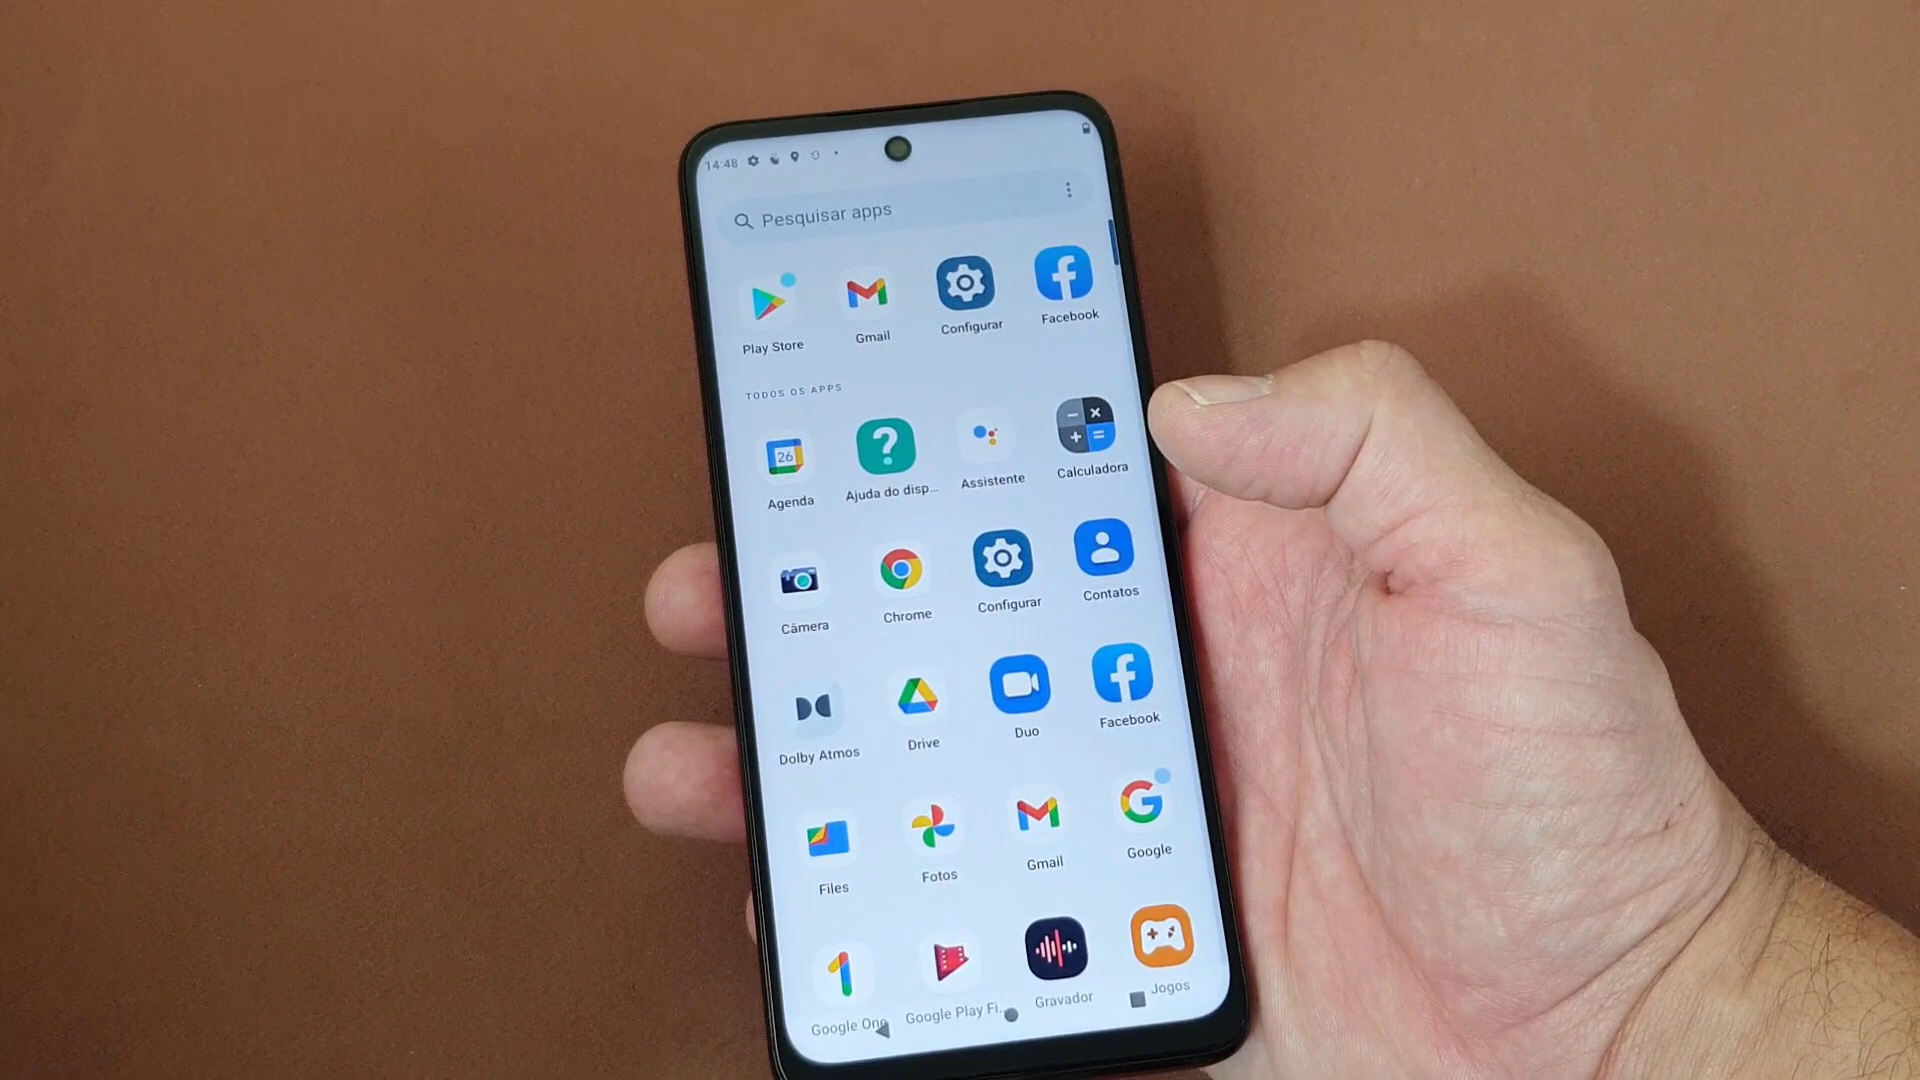 14:48
Pesquisar apps
Play Store
Gmail
Configurar
Facebook
TODOS OS APPS
26
Agenda
Ajuda do disp...
Assistente
Calculadora
Câmera
Chrome
Configurar
Contatos
Dolby Atmos
Drive
Duo
Facebook
Files
Fotos
Gmail
Google
Google One
Google Play Fi...
Gravador
Jogos